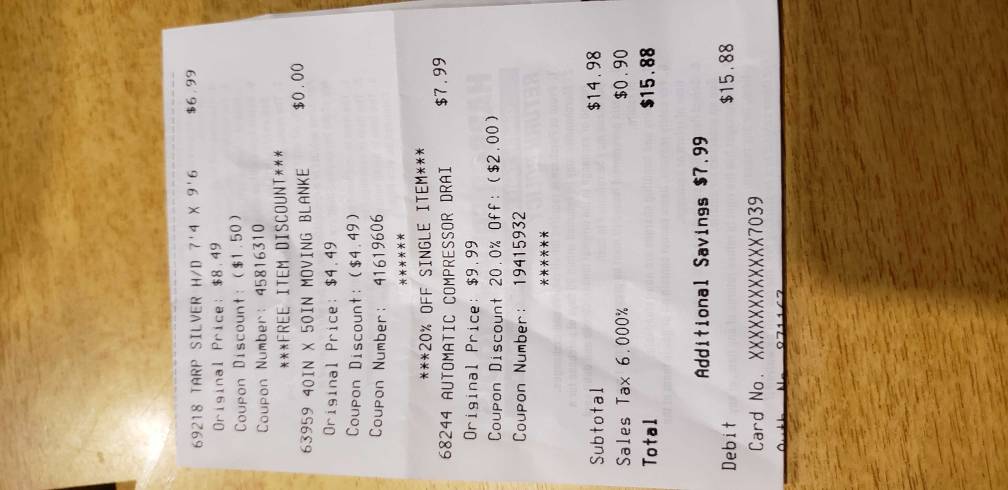 69218 TARP SILVER H/D 7'4 X 9'6 $6.99
Original Price: $8.49
Coupon Discount: ($1.50)
Coupon Number: 45816310
***FREE ITEM DISCOUNT***
63959 40IN X 50IN MOVING BLANKE $0.00
Original Price: $4.49
Coupon Discount: ($4.49)
Coupon Number: 41619606
******
***20% OFF SINGLE ITEM***
68244 AUTOMATIC COMPRESSOR DRAI $7.99
Original Price: $9.99
Coupon Discount 20.0% Off: ($2.00)
Coupon Number: 19415932
******
Subtotal $14.98
Sales Tax 6.000% $0.90
Total $15.88
Additional Savings $7.99
Debit $15.88
Card No. XXXXXXXXXXXX7039